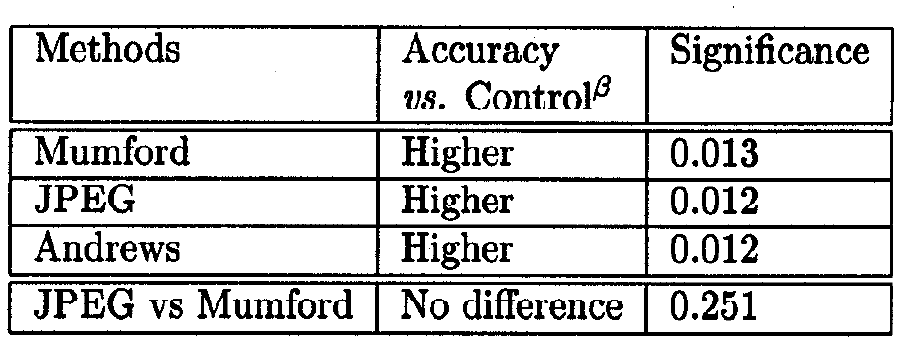 Methods Accuracy Significance
vs. Control^β
Mumford Higher 0.013
JPEG Higher 0.012
Andrews Higher 0.012
JPEG vs Mumford No difference 0.251